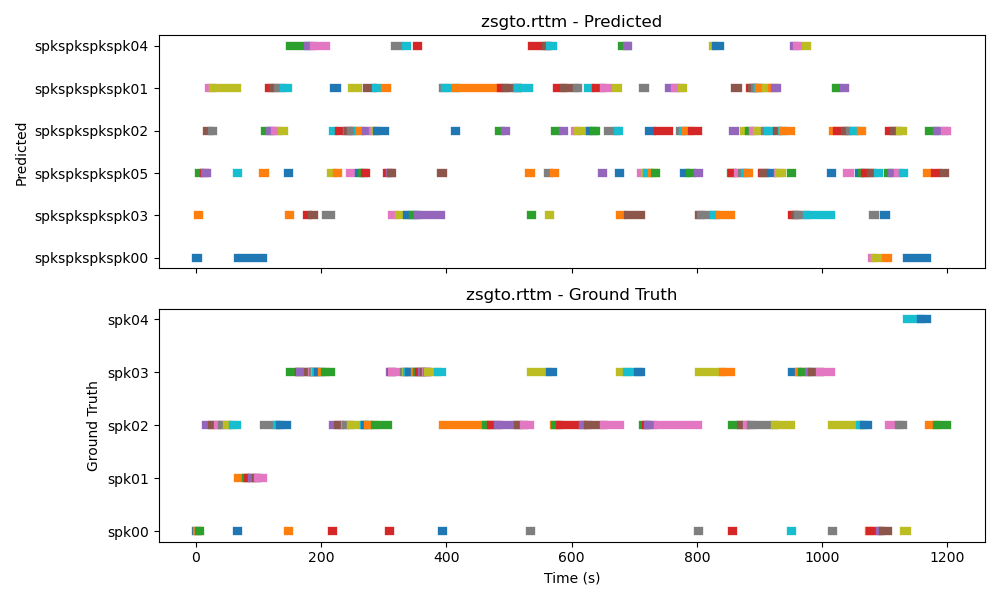 zsgto.rttm - Predicted
Predicted
spkspkspkspk04
spkspkspkspk01
spkspkspkspk02
spkspkspkspk05
spkspkspkspk03
spkspkspkspk00
zsgto.rttm - Ground Truth
Ground Truth
spk04
spk03
spk02
spk01
spk00
0 200 400 600 800 1000 1200
Time (s)